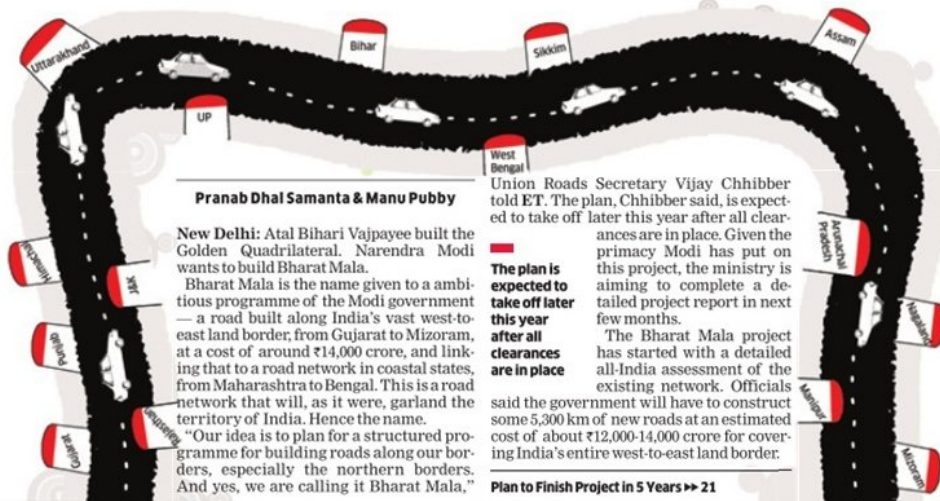 Uttarakhand
Bihar
Sikkim
Assam
UP
West
Bengal
Himachal
J&K
Punjab
Rajasthan
Gujarat
Arunachal
Pradesh
Nagaland
Manipur
Mizoram
Pranab Dhal Samanta & Manu Pubby
New Delhi: Atal Bihari Vajpayee built the
Golden Quadrilateral. Narendra Modi
wants to build Bharat Mala.
Bharat Mala is the name given to a ambi-
tious programme of the Modi government
— a road built along India's vast west-to-
east land border, from Gujarat to Mizoram,
at a cost of around ₹14,000 crore, and link-
ing that to a road network in coastal states,
from Maharashtra to Bengal. This is a road
network that will, as it were, garland the
territory of India. Hence the name.
"Our idea is to plan for a structured pro-
gramme for building roads along our bor-
ders, especially the northern borders.
And yes, we are calling it Bharat Mala,"
Union Roads Secretary Vijay Chhibber
told ET. The plan, Chhibber said, is expect-
ed to take off later this year after all clear-
ances are in place. Given the
primacy Modi has put on
this project, the ministry is
aiming to complete a de-
tailed project report in next
few months.
The Bharat Mala project
has started with a detailed
all-India assessment of the
existing network. Officials
said the government will have to construct
some 5,300 km of new roads at an estimated
cost of about ₹12,000-14,000 crore for cover-
ing India's entire west-to-east land border.
The plan is
expected to
take off later
this year
after all
clearances
are in place
Plan to Finish Project in 5 Years ▸▸ 21